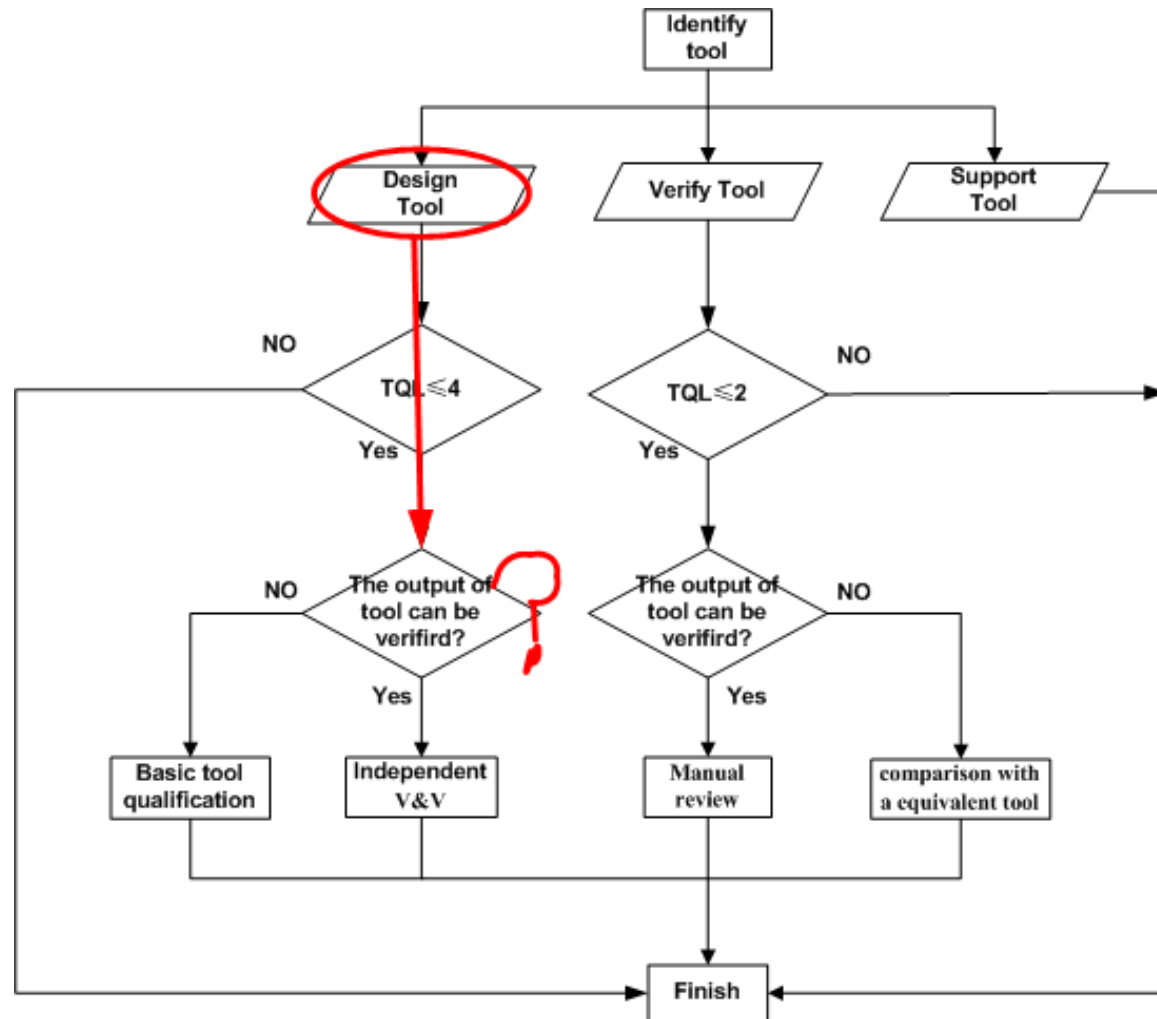 Identify
tool
Design
Tool
Verify Tool
Support
Tool
NO
TQL≤4
Yes
TQL≤2
NO
Yes
NO
The output of
tool can be
verifird?
Yes
The output of
tool can be
verifird?
NO
Yes
Basic tool
qualification
Independent
V&V
Manual
review
comparison with
a equivalent tool
Finish